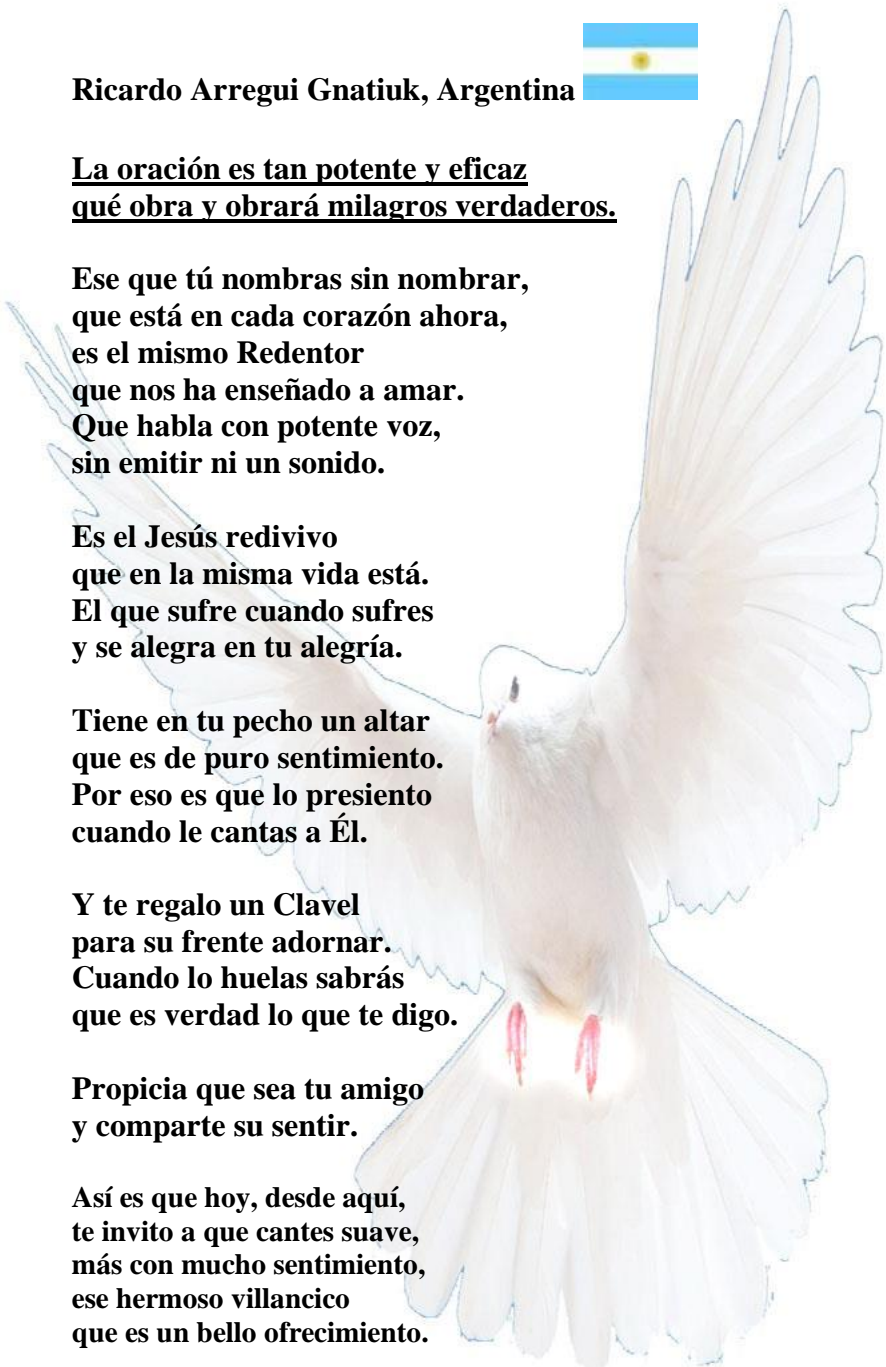 Ricardo Arregui Gnatiuk, Argentina
La oración es tan potente y eficaz
qué obra y obrará milagros verdaderos.
Ese que tú nombras sin nombrar,
que está en cada corazón ahora,
es el mismo Redentor
que nos ha enseñado a amar.
Que habla con potente voz,
sin emitir ni un sonido.
Es el Jesús redivivo
que en la misma vida está.
El que sufre cuando sufres
y se alegra en tu alegría.
Tiene en tu pecho un altar
que es de puro sentimiento.
Por eso es que lo presiento
cuando le cantas a Él.
Y te regalo un Clavel
para su frente adornar.
Cuando lo huelas sabrás
que es verdad lo que te digo.
Propicia que sea tu amigo
y comparte su sentir.
Así es que hoy, desde aquí,
te invito a que cantes suave,
más con mucho sentimiento,
ese hermoso villancico
que es un bello ofrecimiento.